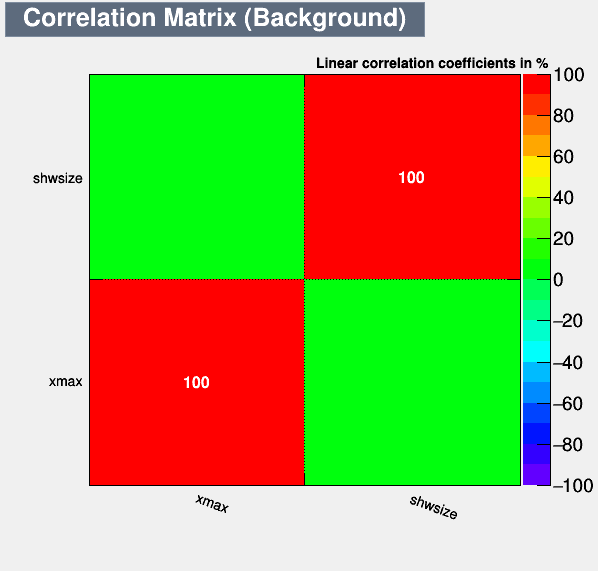 Correlation Matrix (Background)
Linear correlation coefficients in %
shwsize
xmax
100
100
xmax
shwsize
100
80
60
40
20
0
−20
−40
−60
−80
−100